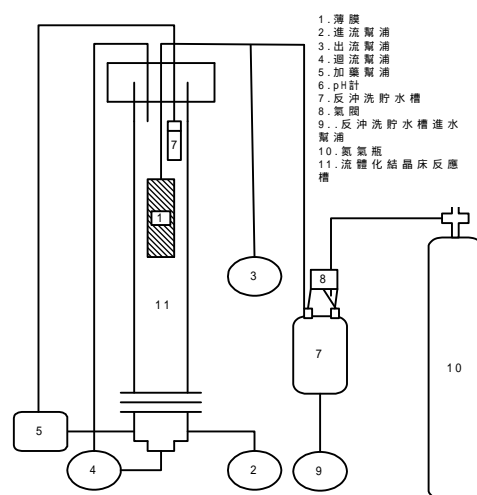 1.薄膜
2.進流幫浦
3.出流幫浦
4.迴流幫浦
5.加藥幫浦
6.pH計
7.反沖洗貯水槽
8.氣閥
9..反沖洗貯水槽進水
幫浦
10.氮氣瓶
11.流體化結晶床反應
槽
7
1
3
8
11
7
10
5
4
2
9